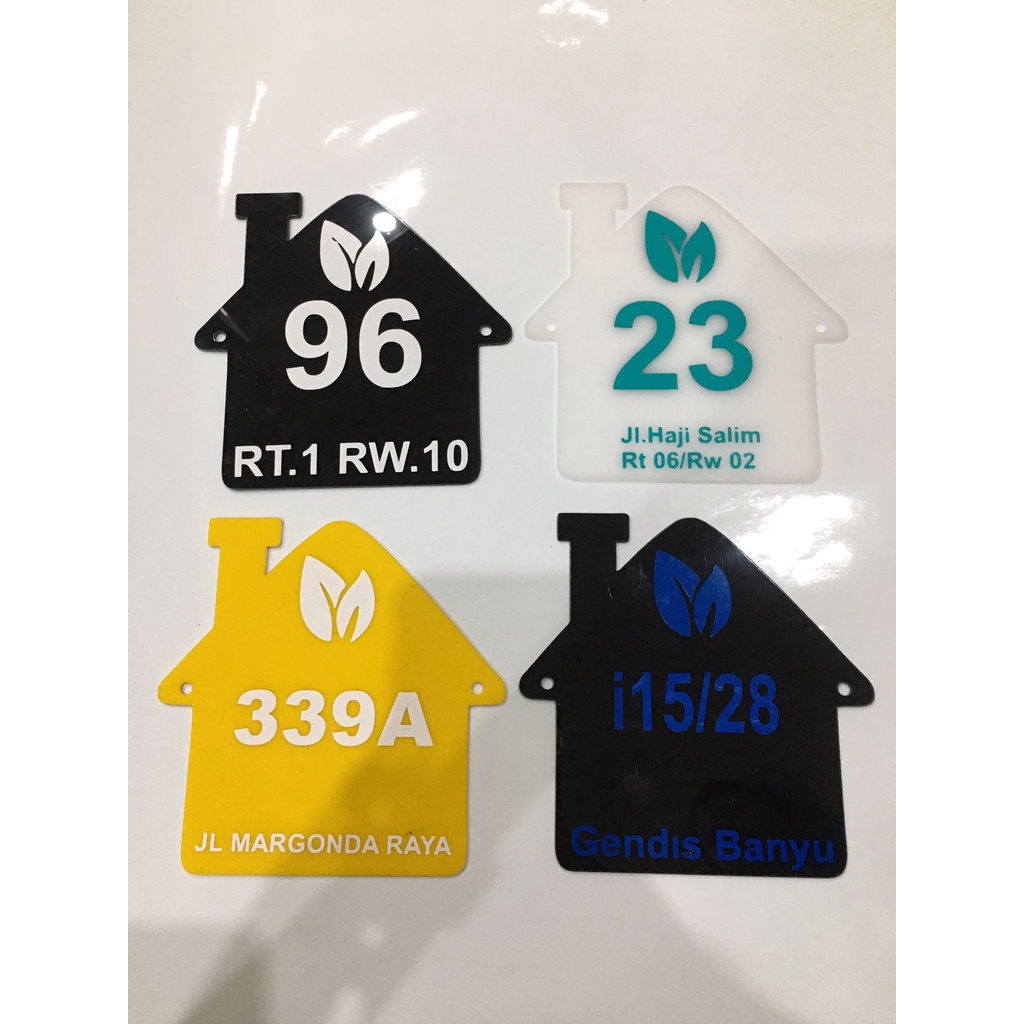 96
RT.1 RW.10
23
Jl.Haji Salim
Rt 06/Rw 02
339A
JL MARGONDA RAYA
i15/28
Gendıs Banyu